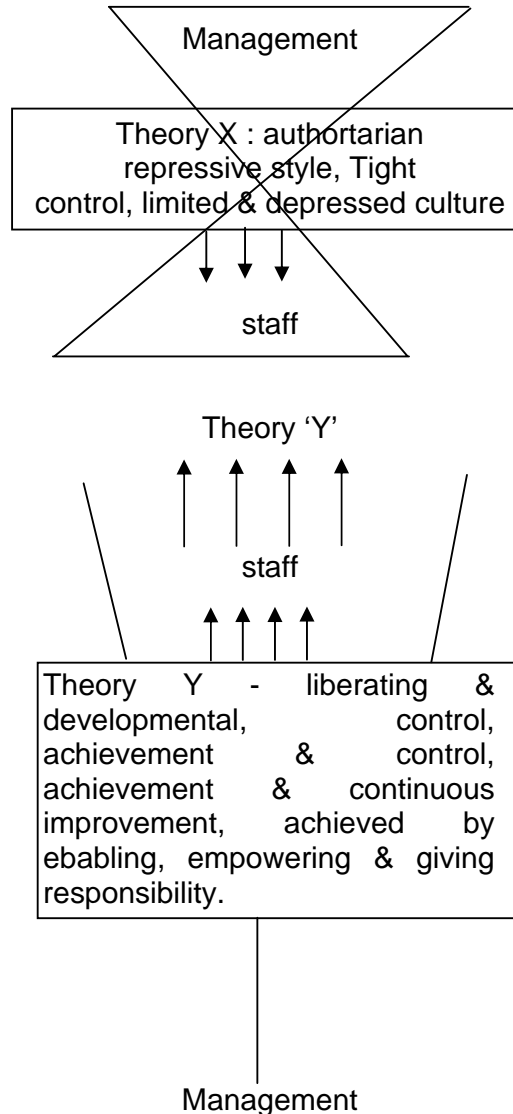 Management
Theory X : authortarian
repressive style, Tight
control, limited & depressed culture
staff
Theory ‘Y’
staff
Theory Y - liberating &
developmental, control,
achievement & control,
achievement & continuous
improvement, achieved by
ebabling, empowering & giving
responsibility.
Management